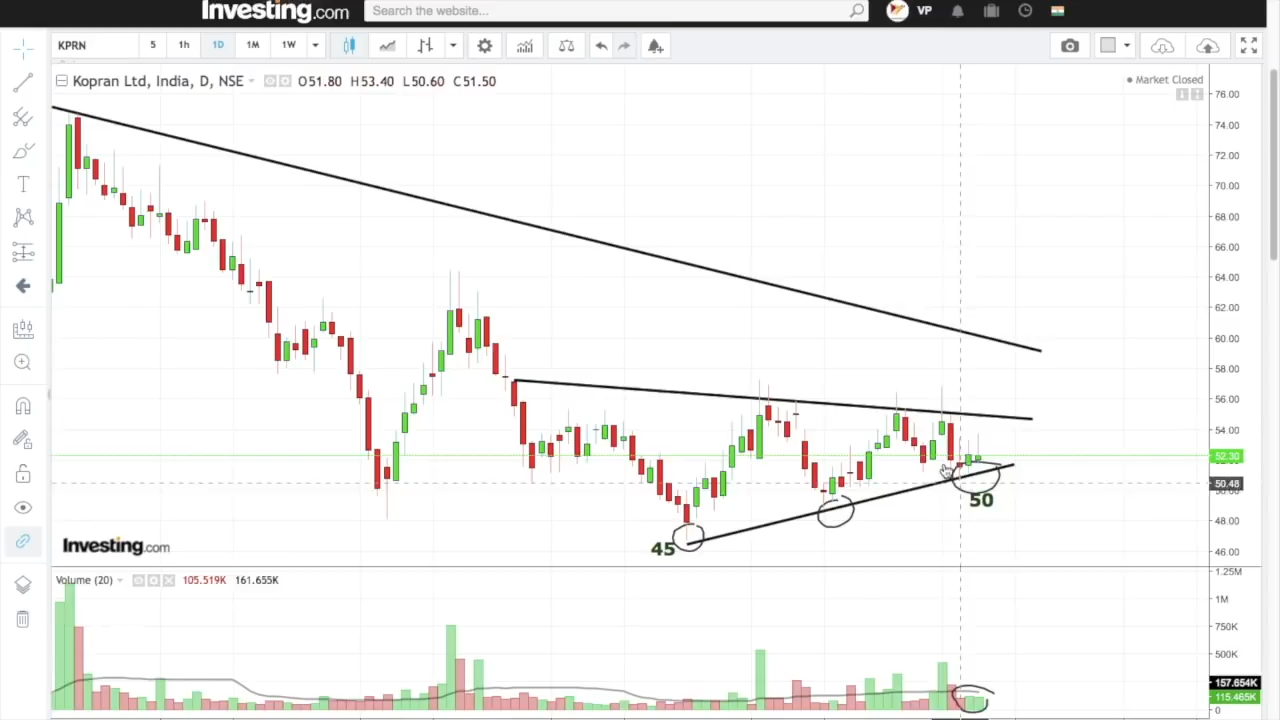 Investing.com Search the website... VP
KPRN 5 1h 1D 1M 1W
Kopran Ltd, India, D, NSE O51.80 H53.40 L50.60 C51.50
Market Closed
76.00
74.00
72.00
70.00
68.00
66.00
64.00
62.00
60.00
58.00
56.00
54.00
52.30
50.48
50.00
50
48.00
45
46.00
Investing.com
Volume (20) 105.519K 161.655K
1.25M
1M
750K
500K
157.654K
115.465K
0